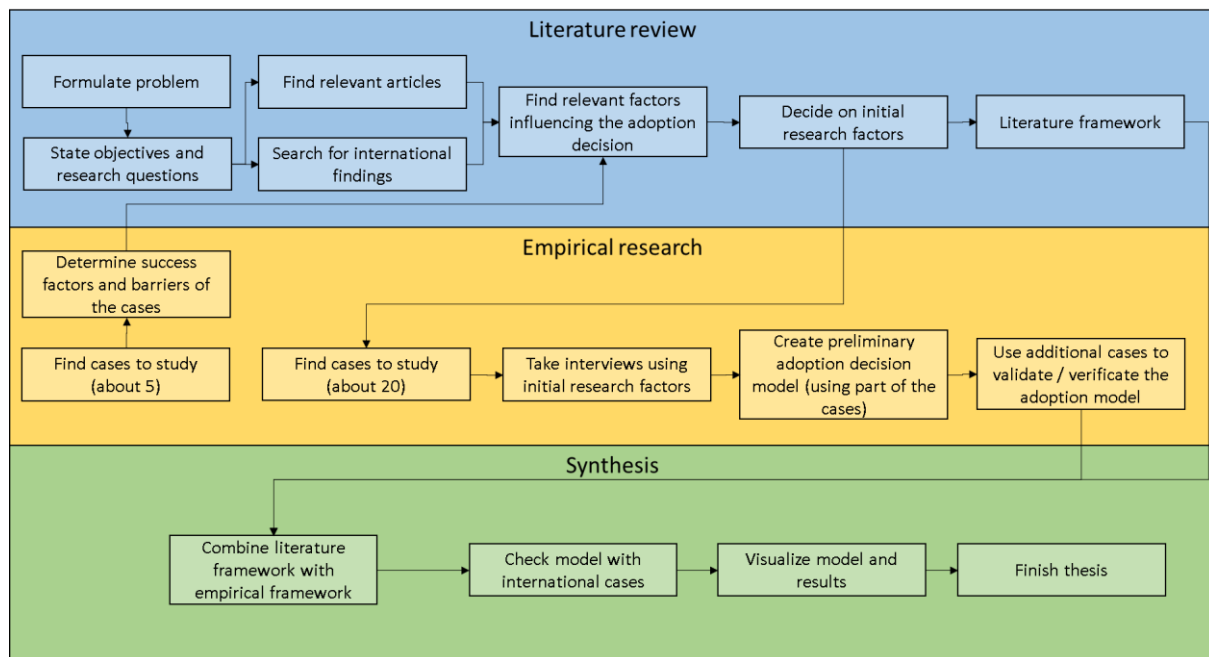 Literature review
Formulate problem
Find relevant articles
Find relevant factors
influencing the adoption
decision
Decide on initial
research factors
Literature framework
State objectives and
research questions
Search for international
findings
Empirical research
Determine success
factors and barriers of
the cases
Find cases to study
(about 5)
Find cases to study
(about 20)
Take interviews using
initial research factors
Create preliminary
adoption decision
model (using part of the
cases)
Use additional cases to
validate / verificate the
adoption model
Synthesis
Combine literature
framework with
empirical framework
Check model with
international cases
Visualize model and
results
Finish thesis